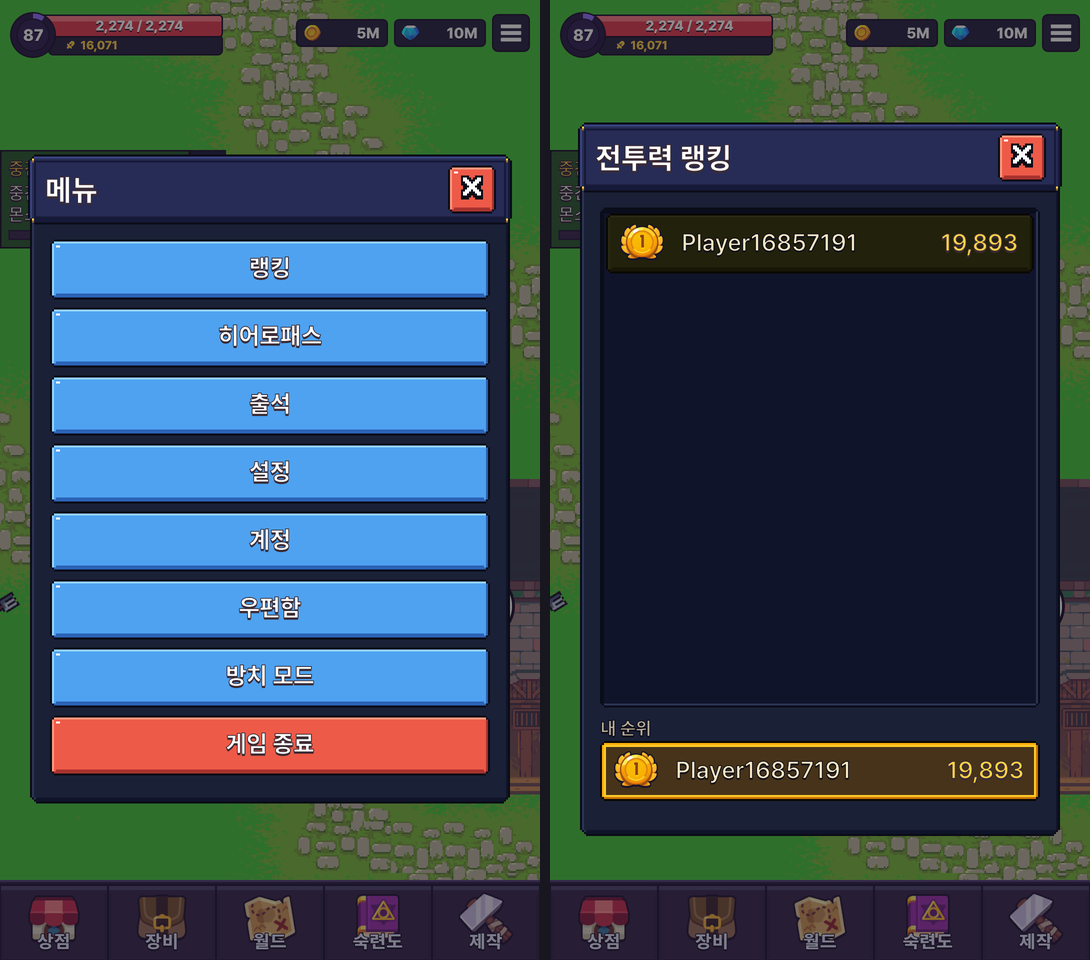 87
2,274 / 2,274
16,071
5M
10M
메뉴
랭킹
히어로패스
출석
설정
계정
우편함
방치 모드
게임 종료
상점
장비
월드
숙련도
제작
87
2,274 / 2,274
16,071
5M
10M
전투력 랭킹
1
Player16857191
19,893
내 순위
1
Player16857191
19,893
상점
장비
월드
숙련도
제작